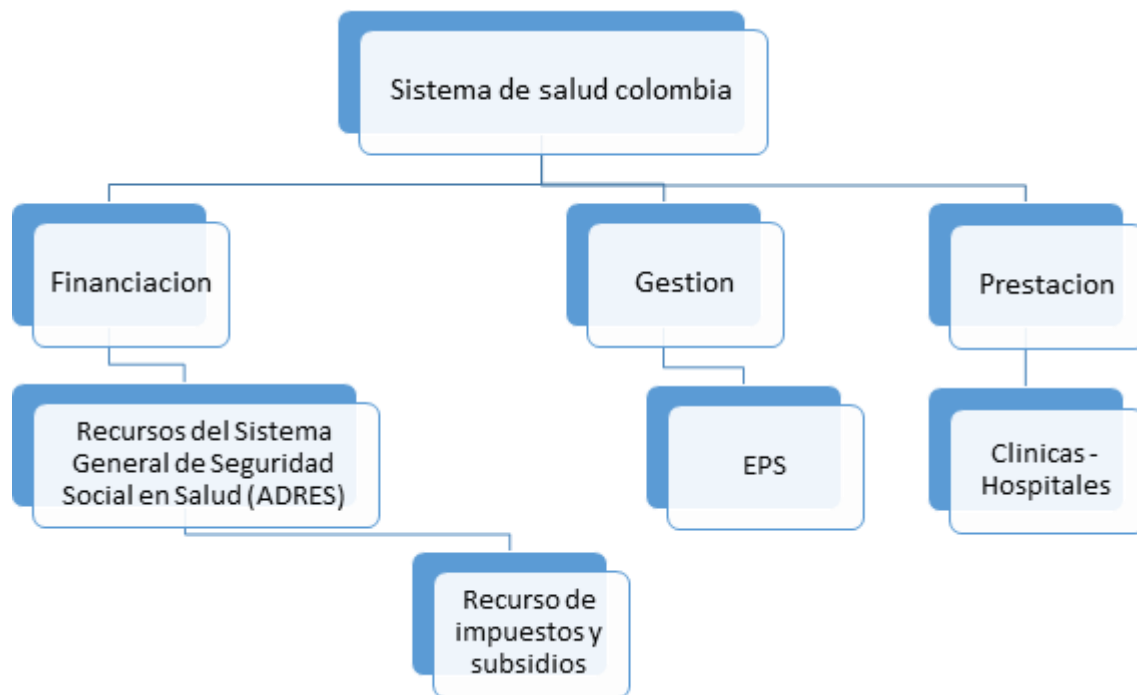 Sistema de salud colombia
Financiacion
Gestion
Prestacion
Recursos del Sistema
General de Seguridad
Social en Salud (ADRES)
EPS
Clinicas -
Hospitales
Recurso de
impuestos y
subsidios